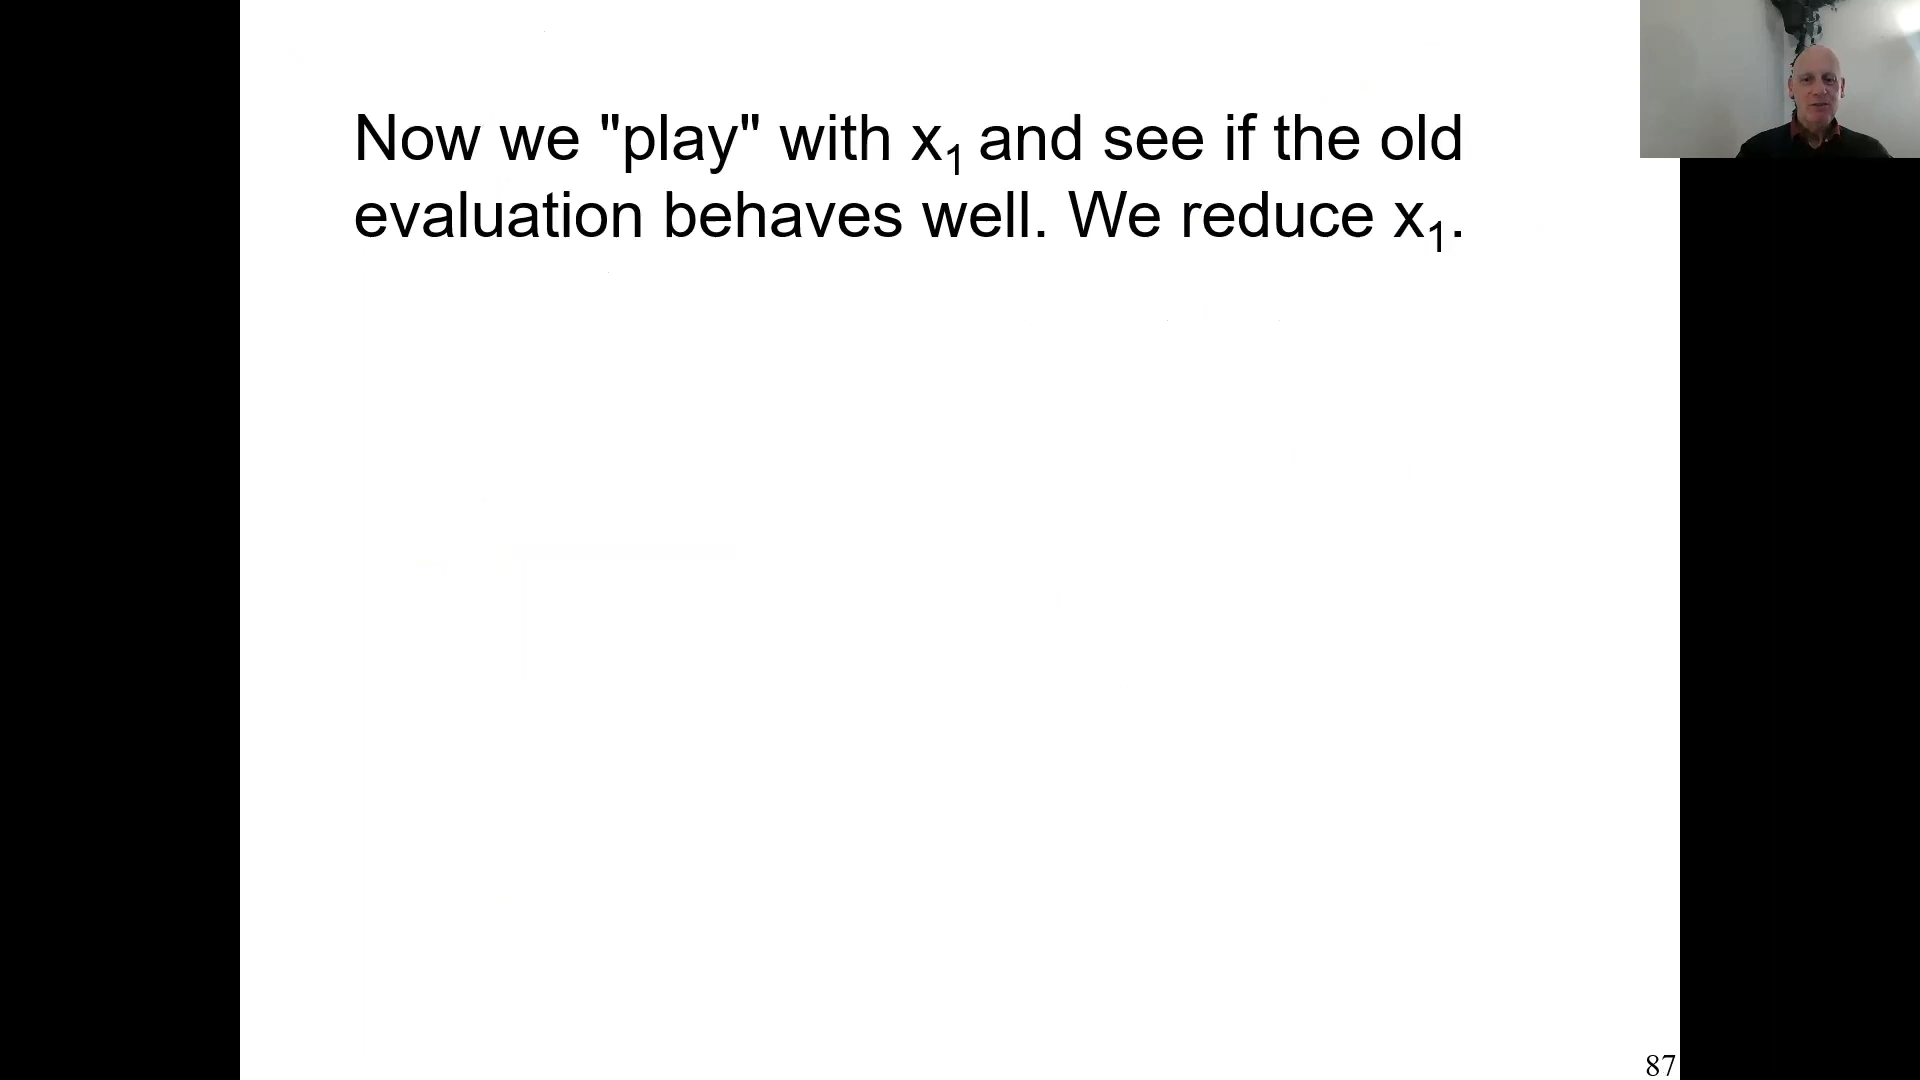 Now we "play" with x₁ and see if the old
evaluation behaves well. We reduce x₁.
87